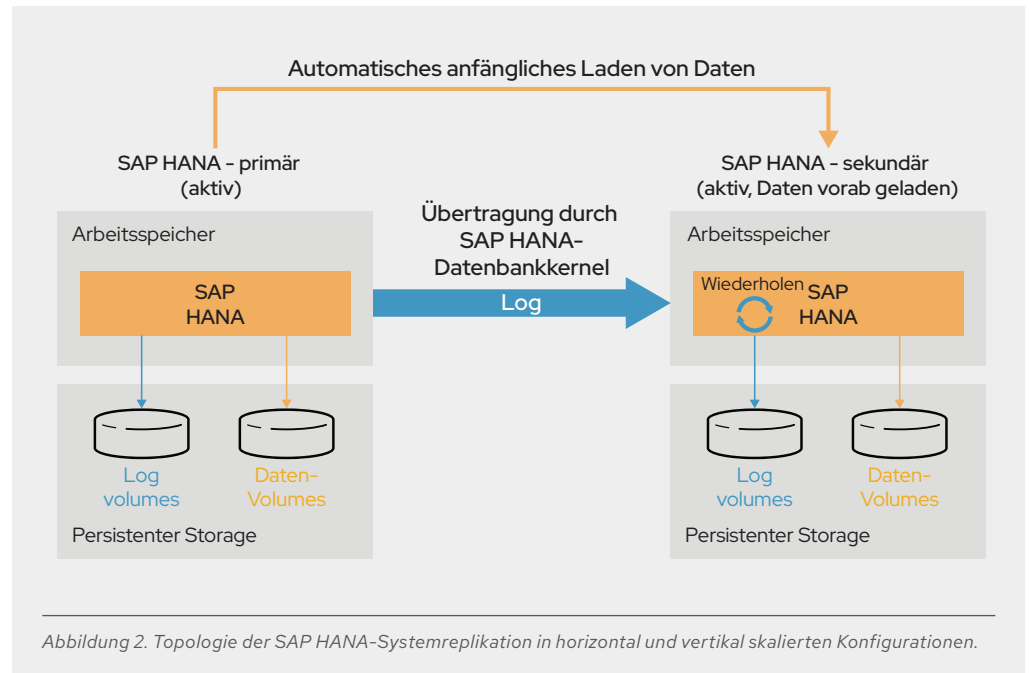 Automatisches anfängliches Laden von Daten
SAP HANA - primär
(aktiv)
SAP HANA - sekundär
(aktiv, Daten vorab geladen)
Übertragung durch
SAP HANA-
Datenbankkernel
Log
Arbeitsspeicher
SAP
HANA
Log
volumes
Daten-
Volumes
Persistenter Storage
Arbeitsspeicher
Wiederholen
SAP
HANA
Log
volumes
Daten-
Volumes
Persistenter Storage
Abbildung 2. Topologie der SAP HANA-Systemreplikation in horizontal und vertikal skalierten Konfigurationen.